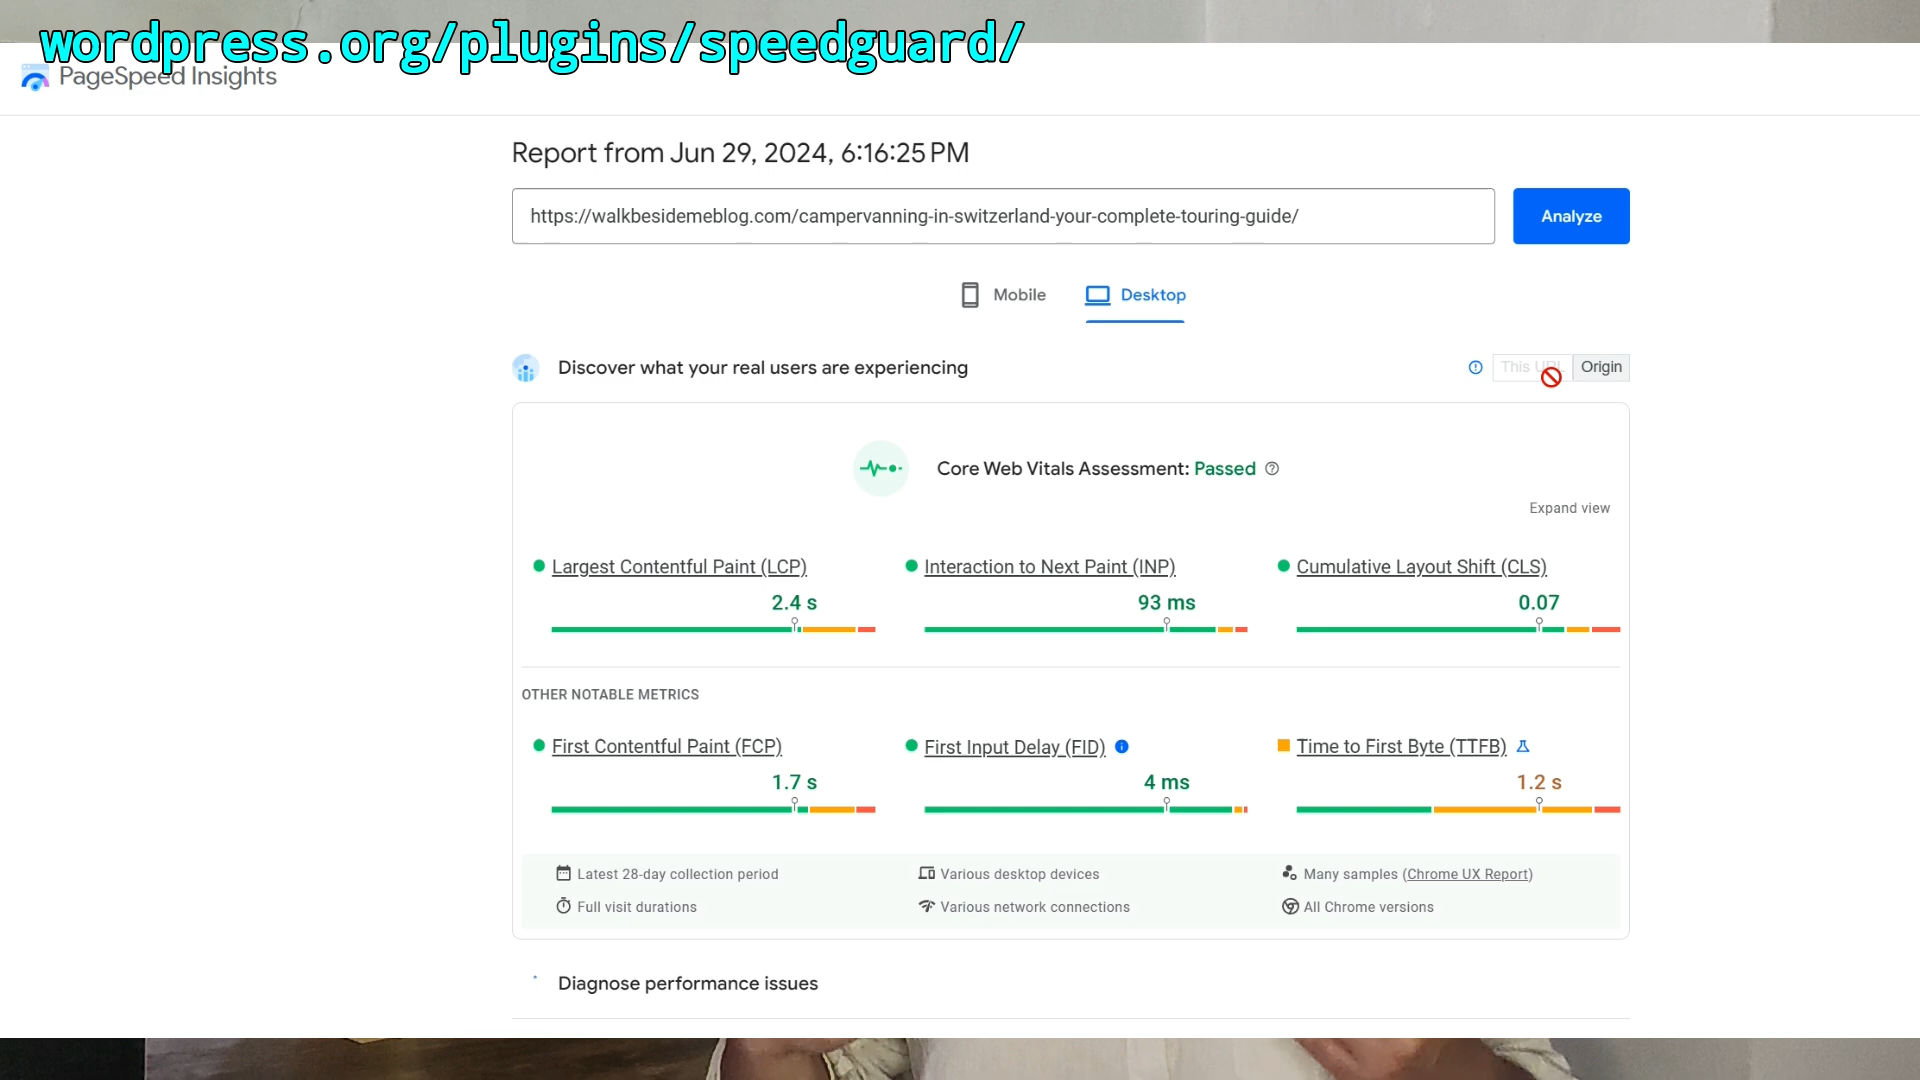 wordpress.org/plugins/speedguard/
PageSpeed Insights
Report from Jun 29, 2024, 6:16:25 PM
https://walkbesidemeblog.com/campervanning-in-switzerland-your-complete-touring-guide/
Analyze
Mobile
Desktop
Discover what your real users are experiencing
This URL
Origin
Core Web Vitals Assessment: Passed
Expand view
Largest Contentful Paint (LCP)
2.4 s
Interaction to Next Paint (INP)
93 ms
Cumulative Layout Shift (CLS)
0.07
OTHER NOTABLE METRICS
First Contentful Paint (FCP)
1.7 s
First Input Delay (FID)
4 ms
Time to First Byte (TTFB)
1.2 s
Latest 28-day collection period
Various desktop devices
Many samples (Chrome UX Report)
Full visit durations
Various network connections
All Chrome versions
Diagnose performance issues